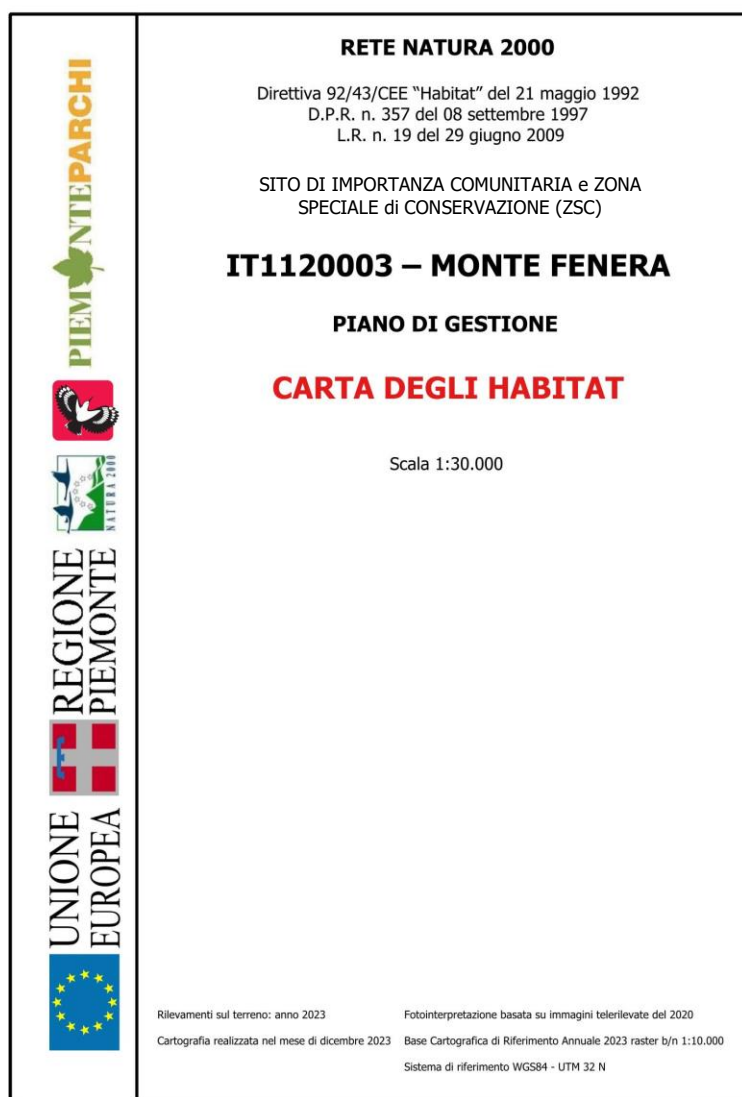 RETE NATURA 2000
Direttiva 92/43/CEE “Habitat” del 21 maggio 1992
D.P.R. n. 357 del 08 settembre 1997
L.R. n. 19 del 29 giugno 2009
SITO DI IMPORTANZA COMUNITARIA e ZONA
SPECIALE di CONSERVAZIONE (ZSC)
IT1120003 – MONTE FENERA
PIANO DI GESTIONE
CARTA DEGLI HABITAT
Scala 1:30.000
Rilevamenti sul terreno: anno 2023
Cartografia realizzata nel mese di dicembre 2023
Fotointerpretazione basata su immagini telerilevate del 2020
Base Cartografica di Riferimento Annuale 2023 raster b/n 1:10.000
Sistema di riferimento WGS84 - UTM 32 N
UNIONE
EUROPEA
REGIONE
PIEMONTE
NATURA 2000
PIEMONTEPARCHI